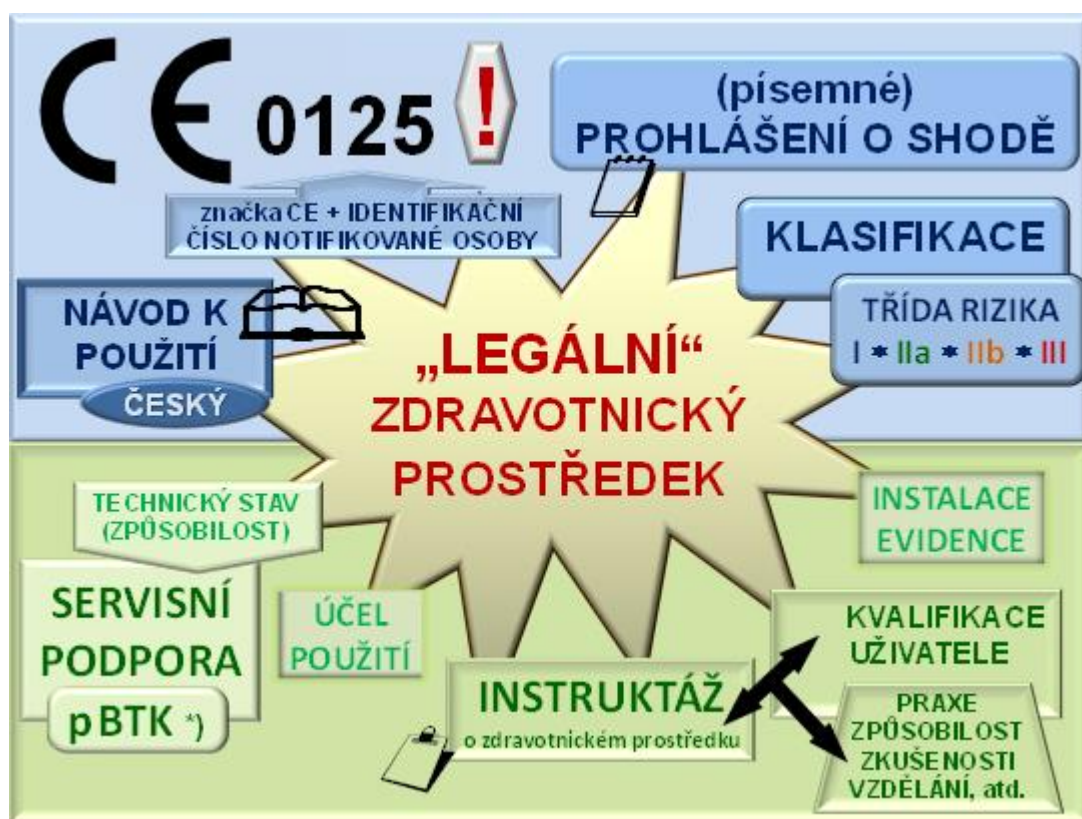 CE 0125 !
(písemné)
PROHLÁŠENÍ O SHODĚ
značka CE + IDENTIFIKAČNÍ
ČÍSLO NOTIFIKOVANÉ OSOBY
KLASIFIKACE
TŘÍDA RIZIKA
I * IIa * IIb * III
NÁVOD K
POUŽITÍ
ČESKÝ
„LEGÁLNÍ“
ZDRAVOTNICKÝ
PROSTŘEDEK
TECHNICKÝ STAV
(ZPŮSOBILOST)
SERVISNÍ
PODPORA
pBTK *)
ÚČEL
POUŽITÍ
INSTRUKTÁŽ
o zdravotnickém prostředku
INSTALACE
EVIDENCE
KVALIFIKACE
UŽIVATELE
PRAXE
ZPŮSOBILOST
ZKUŠENOSTI
VZDĚLÁNÍ, atd.